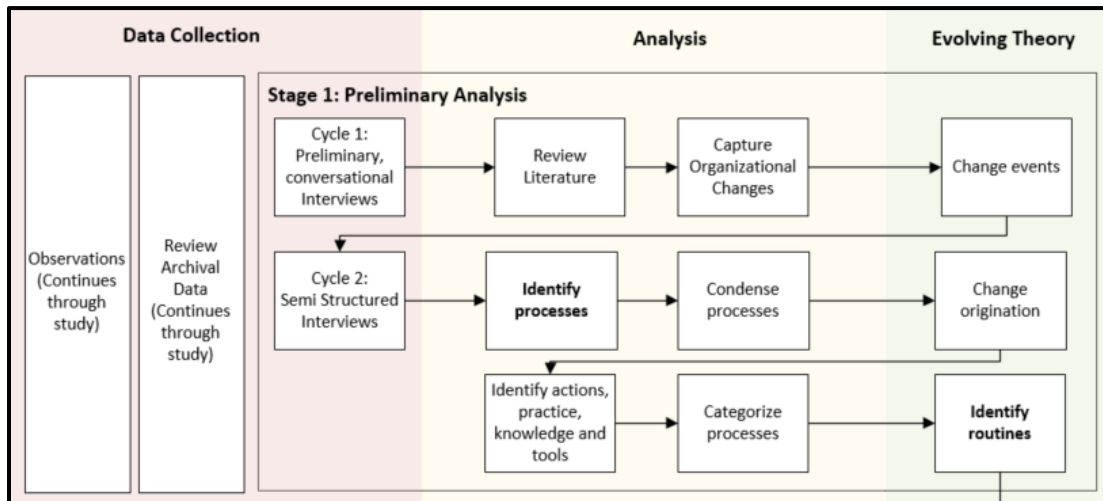 Data Collection
Analysis
Evolving Theory
Observations
(Continues
through
study)
Review
Archival
Data
(Continues
through
study)
Stage 1: Preliminary Analysis
Cycle 1:
Preliminary,
conversational
Interviews
Review
Literature
Capture
Organizational
Changes
Change events
Cycle 2:
Semi Structured
Interviews
Identify
processes
Condense
processes
Change
origination
Identify actions,
practice,
knowledge and
tools
Categorize
processes
Identify
routines